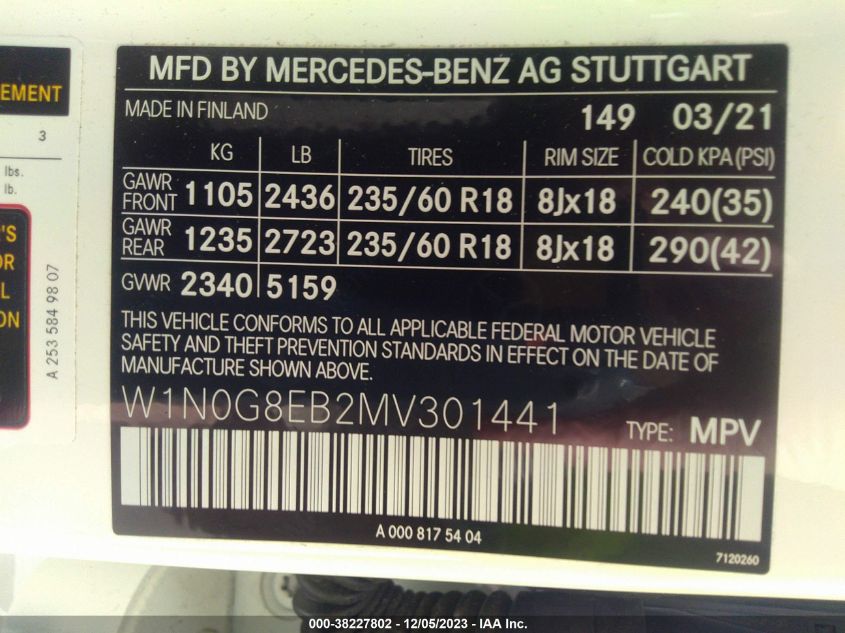 EMENT
3
lbs.
lb.
'S
OR
L
ON
A 253 584 98 07
MFD BY MERCEDES-BENZ AG STUTTGART
MADE IN FINLAND 149 03/21
KG LB TIRES RIM SIZE COLD KPA (PSI)
GAWR FRONT 1105 2436 235/60 R18 8Jx18 240(35)
GAWR REAR 1235 2723 235/60 R18 8Jx18 290(42)
GVWR 2340 5159
THIS VEHICLE CONFORMS TO ALL APPLICABLE FEDERAL MOTOR VEHICLE
SAFETY AND THEFT PREVENTION STANDARDS IN EFFECT ON THE DATE OF
MANUFACTURE SHOWN ABOVE.
W1N0G8EB2MV301441
TYPE: MPV
A 000 817 54 04
7120260
000-38227802 - 12/05/2023 - IAA Inc.